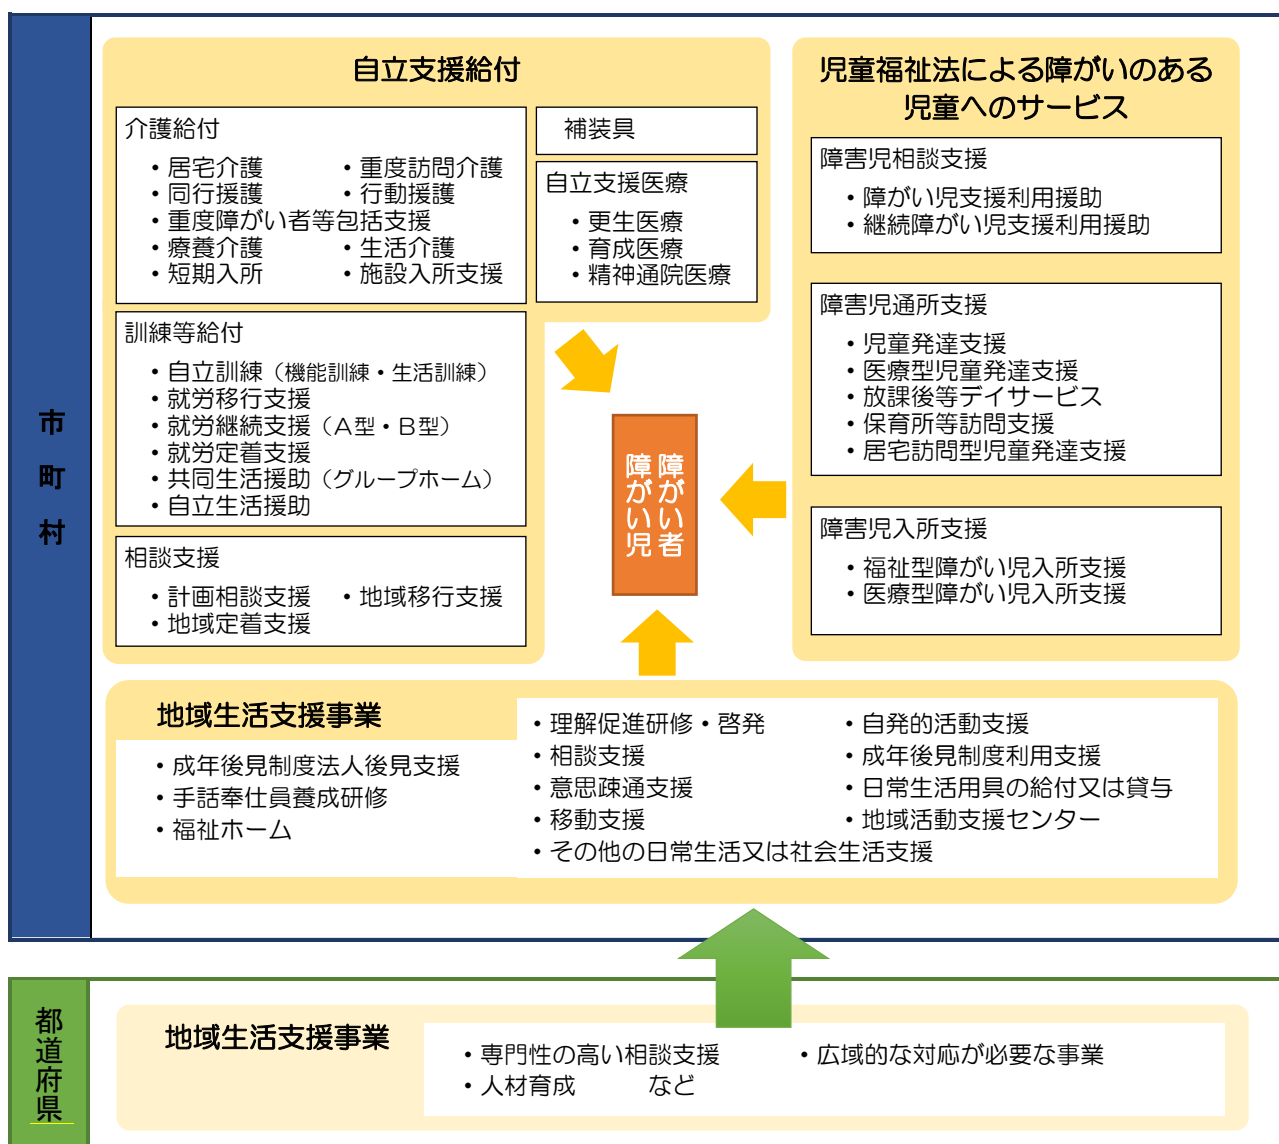 市町村
自立支援給付
介護給付
・居宅介護 ・重度訪問介護
・同行援護 ・行動援護
・重度障がい者等包括支援
・療養介護 ・生活介護
・短期入所 ・施設入所支援
補装具
自立支援医療
・更生医療
・育成医療
・精神通院医療
訓練等給付
・自立訓練（機能訓練・生活訓練）
・就労移行支援
・就労継続支援（A型・B型）
・就労定着支援
・共同生活援助（グループホーム）
・自立生活援助
相談支援
・計画相談支援 ・地域移行支援
・地域定着支援
障がい者
障がい児
児童福祉法による障がいのある
児童へのサービス
障害児相談支援
・障がい児支援利用援助
・継続障がい児支援利用援助
障害児通所支援
・児童発達支援
・医療型児童発達支援
・放課後等デイサービス
・保育所等訪問支援
・居宅訪問型児童発達支援
障害児入所支援
・福祉型障がい児入所支援
・医療型障がい児入所支援
地域生活支援事業
・成年後見制度法人後見支援
・手話奉仕員養成研修
・福祉ホーム
・理解促進研修・啓発 ・自発的活動支援
・相談支援 ・成年後見制度利用支援
・意思疎通支援 ・日常生活用具の給付又は貸与
・移動支援 ・地域活動支援センター
・その他の日常生活又は社会生活支援
都道府県
地域生活支援事業
・専門性の高い相談支援 ・広域的な対応が必要な事業
・人材育成 など